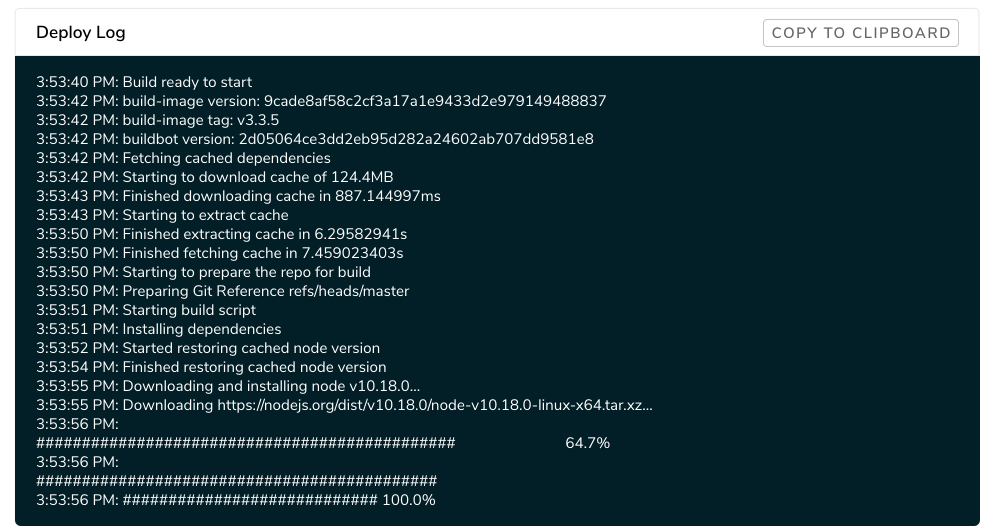 Deploy Log
COPY TO CLIPBOARD
3:53:40 PM: Build ready to start
3:53:42 PM: build-image version: 9cade8af58c2cf3a17a1e9433d2e979149488837
3:53:42 PM: build-image tag: v3.3.5
3:53:42 PM: buildbot version: 2d05064ce3dd2eb95d282a24602ab707dd9581e8
3:53:42 PM: Fetching cached dependencies
3:53:42 PM: Starting to download cache of 124.4MB
3:53:43 PM: Finished downloading cache in 887.144997ms
3:53:43 PM: Starting to extract cache
3:53:50 PM: Finished extracting cache in 6.29582941s
3:53:50 PM: Finished fetching cache in 7.459023403s
3:53:50 PM: Starting to prepare the repo for build
3:53:50 PM: Preparing Git Reference refs/heads/master
3:53:51 PM: Starting build script
3:53:51 PM: Installing dependencies
3:53:52 PM: Started restoring cached node version
3:53:54 PM: Finished restoring cached node version
3:53:55 PM: Downloading and installing node v10.18.0...
3:53:55 PM: Downloading https://nodejs.org/dist/v10.18.0/node-v10.18.0-linux-x64.tar.xz...
3:53:56 PM:
############################################## 64.7%
3:53:56 PM:
############################################
3:53:56 PM: ############################ 100.0%